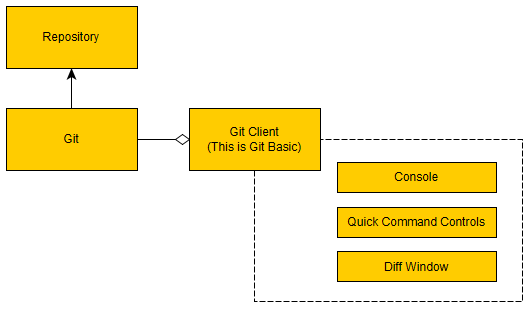 Repository
Git
Git Client
(This is Git Basic)
Console
Quick Command Controls
Diff Window